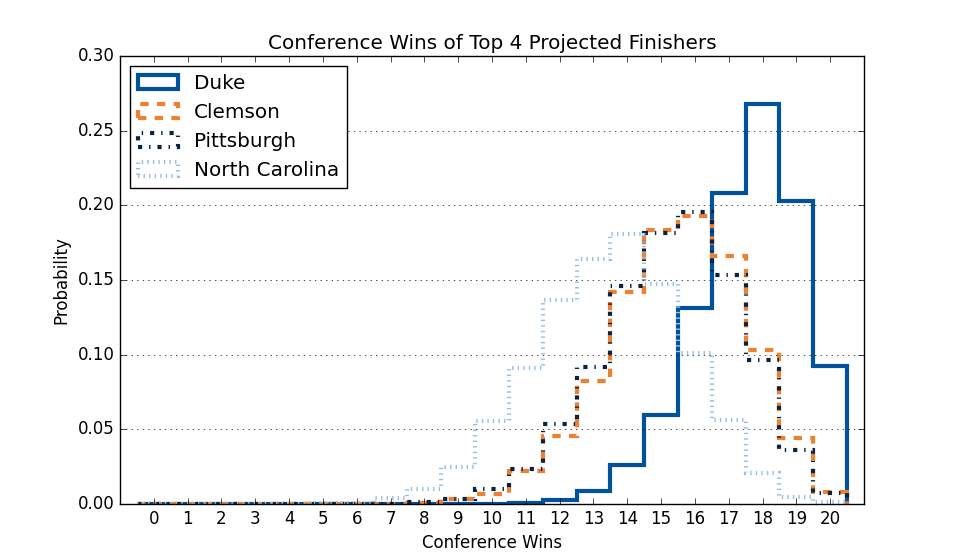 Conference Wins of Top 4 Projected Finishers
0.30
0.25
0.20
0.15
0.10
0.05
0.00
Probability
Duke
Clemson
Pittsburgh
North Carolina
0 1 2 3 4 5 6 7 8 9 10 11 12 13 14 15 16 17 18 19 20
Conference Wins